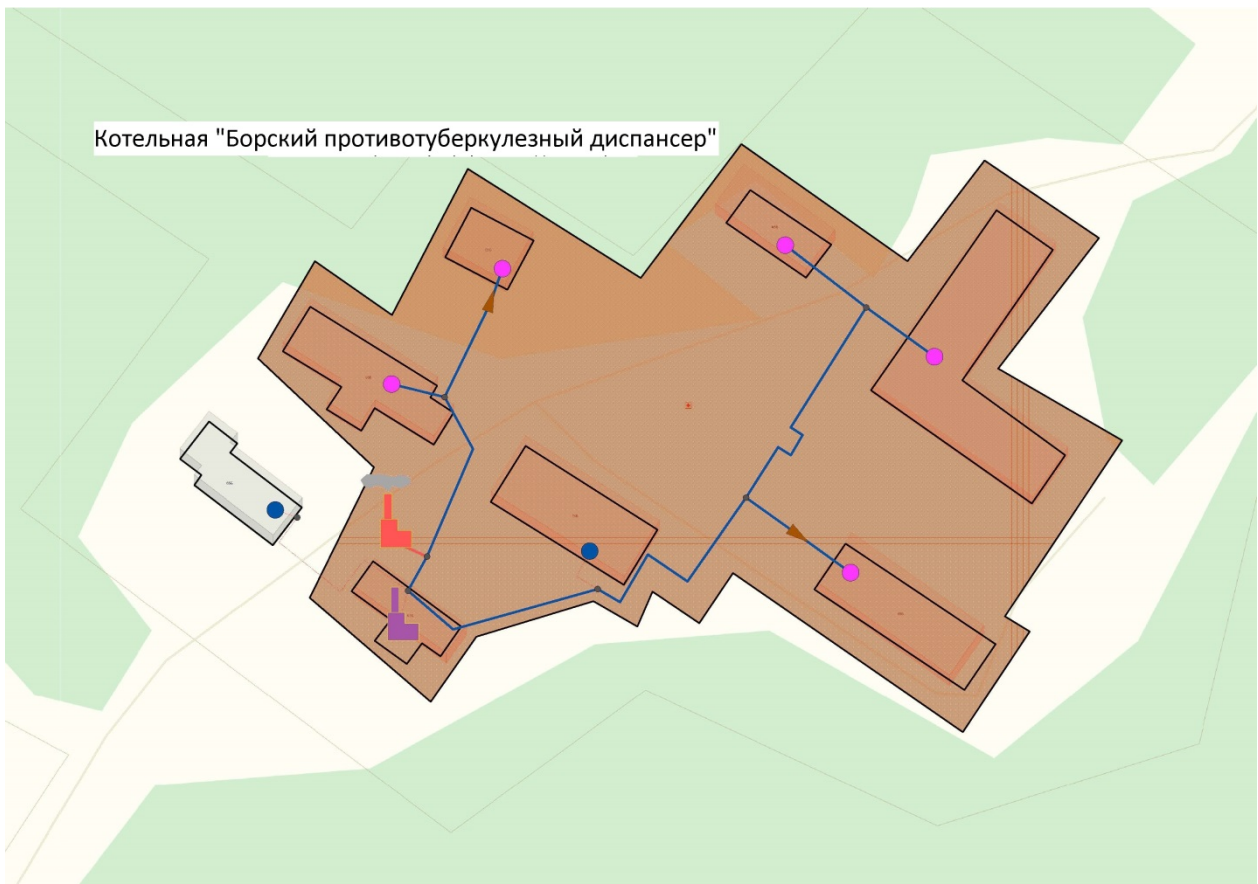 Котельная "Борский противотуберкулезный диспансер"